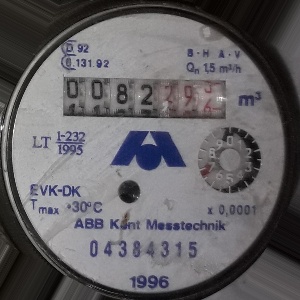 D 92
B 131.92
B - H A - V
Qn 1,5 m³/h
0082
m³
LT 1-232
1995
EVK-DK
Tmax +30°C
x 0,0001
ABB Kent Messtechnik
04384315
1996